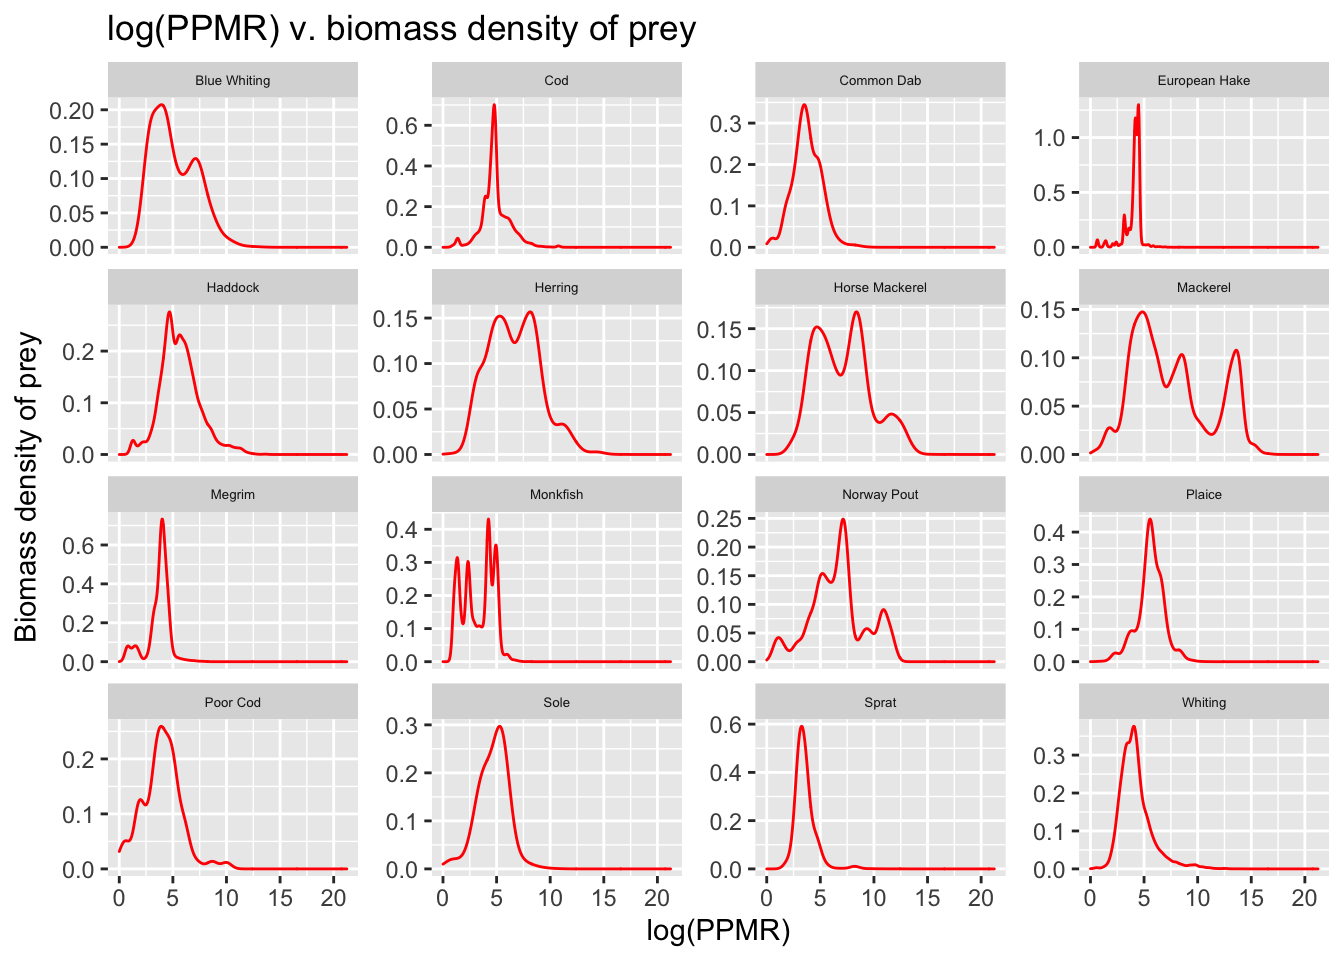 log(PPMR) v. biomass density of prey
Blue Whiting
Cod
Common Dab
European Hake
0.20
0.15
0.10
0.05
0.00
0.6
0.4
0.2
0.0
0.3
0.2
0.1
0.0
1.0
0.5
0.0
Haddock
Herring
Horse Mackerel
Mackerel
0.2
0.1
0.0
0.15
0.10
0.05
0.00
0.15
0.10
0.05
0.00
0.15
0.10
0.05
0.00
Megrim
Monkfish
Norway Pout
Plaice
0.6
0.4
0.2
0.0
0.4
0.3
0.2
0.1
0.0
0.25
0.20
0.15
0.10
0.05
0.00
0.4
0.3
0.2
0.1
0.0
Poor Cod
Sole
Sprat
Whiting
0.2
0.1
0.0
0.3
0.2
0.1
0.0
0.6
0.4
0.2
0.0
0.3
0.2
0.1
0.0
0 5 10 15 20
0 5 10 15 20
0 5 10 15 20
0 5 10 15 20
log(PPMR)
Biomass density of prey